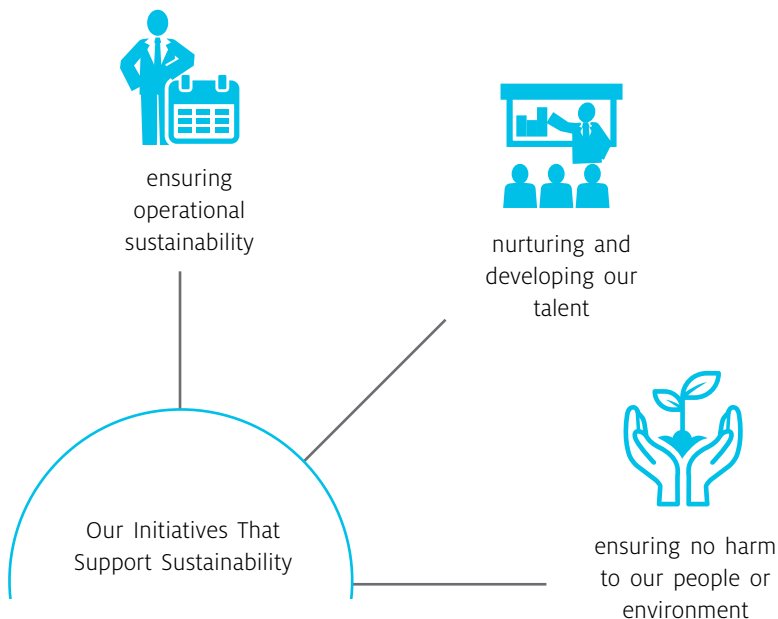 ensuring
operational
sustainability
nurturing and
developing our
talent
Our Initiatives That
Support Sustainability
ensuring no harm
to our people or
environment